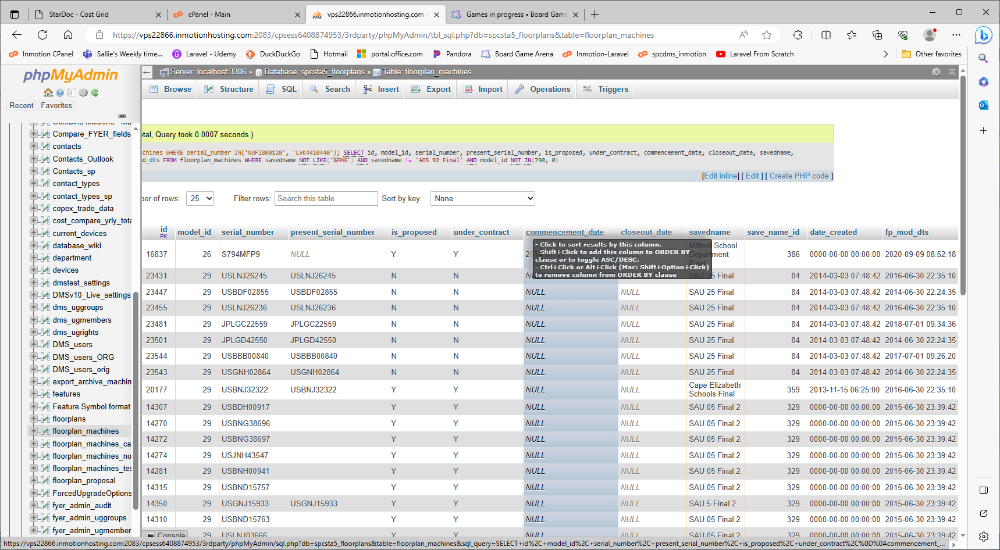 StarDoc - Cost Grid
cPanel - Main
vps22866.inmotionhosting.com /
Games in progress • Board Game
https://vps22866.inmotionhosting.com:2083/cpsess6408874953/3rdparty/phpMyAdmin/tbl_sql.php?db=spcsta5_floorplans&table=floorplan_machines
Inmotion CPanel
Sallie's Weekly time...
Laravel - Udemy
DuckDuckGo
Hotmail
portal.office.com
Pandora
Board Game Arena
Inmotion-Laravel
spcdms_inmotion
Laravel From Scratch
Other favorites
phpMyAdmin
Recent
Favorites
Compare_FYER_fields
contacts
Contacts_Outlook
Contacts_sp
contact_types
contact_types_sp
copex_trade_data
cost_compare_yrly_tota
current_devices
database_wiki
department
devices
dmstest_settings
DMSv10_Live_settings
dms_uggroups
dms_ugmembers
dms_ugrights
DMS_users
DMS_users_ORG
DMS_users_orig
export_archive_machin
features
Feature Symbol format
floorplans
floorplan_machines
floorplan_machines_ca
floorplan_machines_no
floorplan_machines_tes
floorplan_proposal
ForcedUpgradeOptions
fyer_admin_audit
fyer_admin_uggroups
fyer_admin_ugmember
Server: localhost:3306 » Database: spcsta5_floorplans » Table: floorplan_machines
Browse Structure SQL Search Insert Export Import Operations Triggers
tal, Query took 0.0007 seconds.)
chines WHERE serial_number IN('NUF2800120', 'LVK4410440'); SELECT id, model_id, serial_number, present_serial_number, is_proposed, under_contract, commencement_date, closeout_date, savedname,
d_dts FROM floorplan_machines WHERE savedname NOT LIKE('%FM%') AND savedname != 'AOS 92 Final' AND model_id NOT IN(790, 0)
[Edit inline] [ Edit ] [ Create PHP code ]
ber of rows: 25 Filter rows: Search this table Sort by key: None
id model_id serial_number present_serial_number is_proposed under_contract commencement_date closeout_date savedname save_name_id date_created fp_mod_dts
PK
- Click to sort results by this column.
- Shift+Click to add this column to ORDER BY
clause or to toggle ASC/DESC.
- Ctrl+Click or Alt+Click (Mac: Shift+Option+Click)
to remove column from ORDER BY clause
16837 26 S794MFP9 NULL Y Y Milford School Department 386 0000-00-00 00:00:00 2020-09-09 08:52:18
23431 29 USLNJ26245 USLNJ26245 N N SAU 25 Final 84 2014-03-03 07:48:42 2016-06-30 22:35:10
23447 29 USBDF02855 USBDF02855 N N NULL NULL SAU 25 Final 84 2014-03-03 07:48:42 2014-06-30 22:24:35
23455 29 USLNJ26236 USLNJ26236 N N NULL NULL SAU 25 Final 84 2014-03-03 07:48:42 2016-06-30 22:35:10
23481 29 JPLGC22559 JPLGC22559 N N NULL NULL SAU 25 Final 84 2014-03-03 07:48:42 2018-07-01 09:34:36
23501 29 JPLGD42550 JPLGD42550 N N NULL NULL SAU 25 Final 84 2014-03-03 07:48:42 2014-06-30 22:24:35
23544 29 USBBB00840 USBBB00840 N N NULL NULL SAU 25 Final 84 2014-03-03 07:48:42 2017-07-01 09:26:20
23543 29 USGNH02864 USGNH02864 N N NULL NULL SAU 25 Final 84 2014-03-03 07:48:42 2014-06-30 22:24:35
20177 29 USBNJ32322 USBNJ32322 Y Y NULL NULL Cape Elizabeth Schools Final 359 2013-11-15 06:25:00 2016-06-30 22:35:10
14307 29 USBDH00917 Y Y NULL NULL SAU 05 Final 2 329 0000-00-00 00:00:00 2015-06-30 23:39:42
14270 29 USBNG38696 Y Y NULL NULL SAU 05 Final 2 329 0000-00-00 00:00:00 2015-06-30 23:39:42
14272 29 USBNG38697 Y Y NULL NULL SAU 05 Final 2 329 0000-00-00 00:00:00 2015-06-30 23:39:42
14274 29 USJNH43547 Y Y NULL NULL SAU 05 Final 2 329 0000-00-00 00:00:00 2015-06-30 23:39:42
14281 29 USBNH00941 Y Y NULL NULL SAU 05 Final 2 329 0000-00-00 00:00:00 2015-06-30 23:39:42
14315 29 USBND15757 Y Y NULL NULL SAU 05 Final 2 329 0000-00-00 00:00:00 2015-06-30 23:39:42
14350 29 USGNJ15933 USGNJ15933 Y Y NULL NULL SAU 5 Final 2 329 0000-00-00 00:00:00 2015-06-30 23:39:42
14310 29 USBND15763 Y Y NULL NULL SAU 05 Final 2 329 0000-00-00 00:00:00 2015-06-30 23:39:42
Console 29 USLNJ03666 Y Y NULL NULL SAU 05 Final 2 329 0000-00-00 00:00:00 2015-06-30 23:39:42
https://vps22866.inmotionhosting.com:2083/cpsess6408874953/3rdparty/phpMyAdmin/sql.php?db=spcsta5_floorplans&table=floorplan_machines&sql_query=SELECT+id%2C+model_id%2C+serial_number%2C+present_serial_number%2C+is_proposed%2C+under_contract%2C%0D%0Acommencement_...